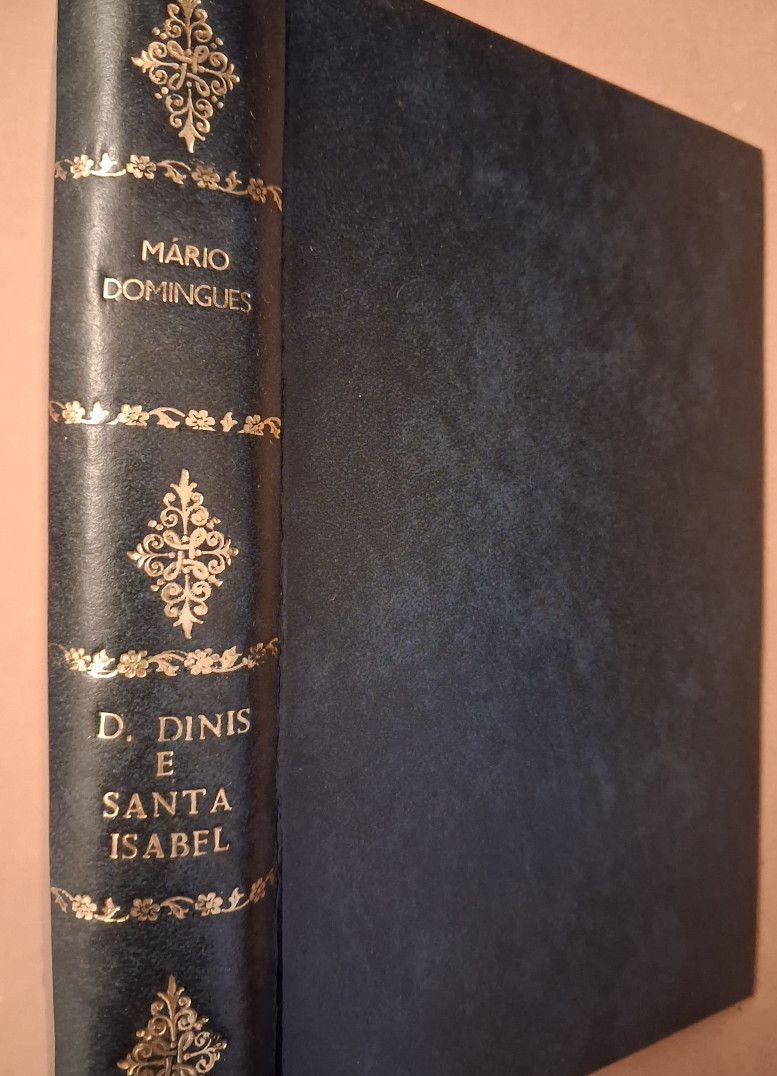 MÁRIO
DOMINGUES
D. DINIS
E
SANTA
ISABEL